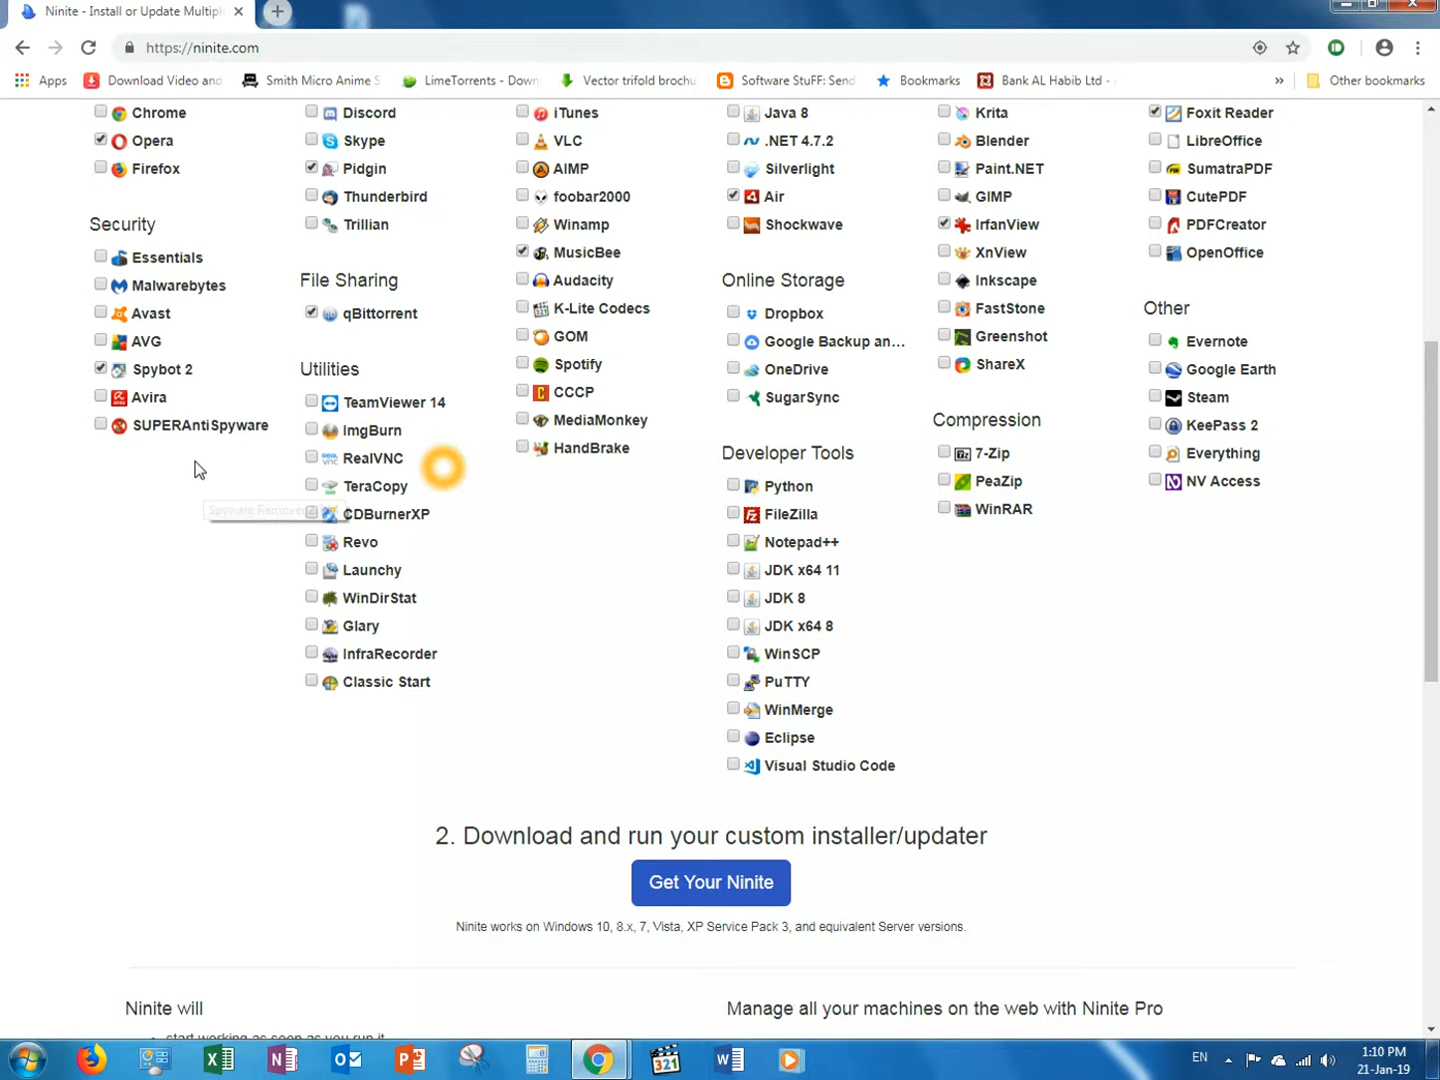 Ninite - Install or Update Multipl
https://ninite.com
Apps
Download Video and
Smith Micro Anime S
LimeTorrents - Down
Vector trifold brochu
Software StuFF: Send
Bookmarks
Bank AL Habib Ltd -
»
Other bookmarks
Chrome
Opera
Firefox
Security
Essentials
Malwarebytes
Avast
AVG
Spybot 2
Avira
SUPERAntiSpyware
Discord
Skype
Pidgin
Thunderbird
Trillian
File Sharing
qBittorrent
Utilities
TeamViewer 14
ImgBurn
RealVNC
TeraCopy
CDBurnerXP
Revo
Launchy
WinDirStat
Glary
InfraRecorder
Classic Start
iTunes
VLC
AIMP
foobar2000
Winamp
MusicBee
Audacity
K-Lite Codecs
GOM
Spotify
CCCP
MediaMonkey
HandBrake
Java 8
.NET 4.7.2
Silverlight
Air
Shockwave
Online Storage
Dropbox
Google Backup an...
OneDrive
SugarSync
Developer Tools
Python
FileZilla
Notepad++
JDK x64 11
JDK 8
JDK x64 8
WinSCP
PuTTY
WinMerge
Eclipse
Visual Studio Code
Krita
Blender
Paint.NET
GIMP
IrfanView
XnView
Inkscape
FastStone
Greenshot
ShareX
Compression
7-Zip
PeaZip
WinRAR
Foxit Reader
LibreOffice
SumatraPDF
CutePDF
PDFCreator
OpenOffice
Other
Evernote
Google Earth
Steam
KeePass 2
Everything
NV Access
Spyware Remover
2. Download and run your custom installer/updater
Get Your Ninite
Ninite works on Windows 10, 8.x, 7, Vista, XP Service Pack 3, and equivalent Server versions.
Ninite will
start working as soon as you run it
Manage all your machines on the web with Ninite Pro
EN
1:10 PM
21-Jan-19